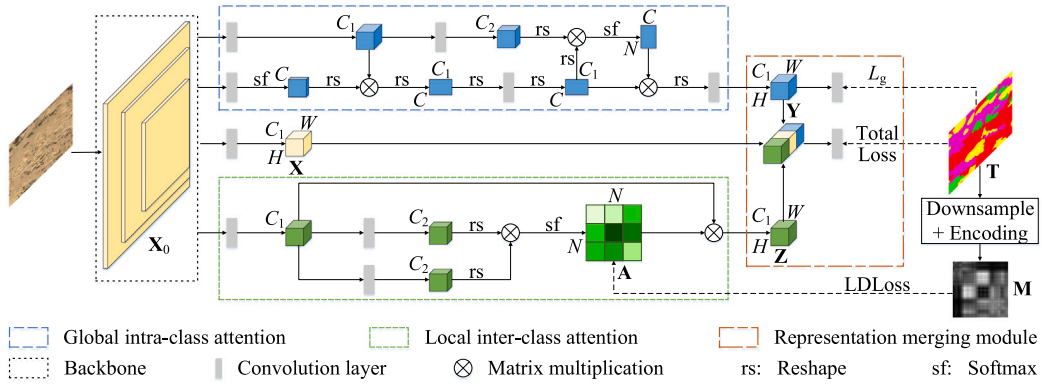 C₁ C₂ rs sf C
N
rs
sf C rs rs C₁ rs rs C₁ rs
C C
C₁ W L_g
H Y
C₁ W
H X
Total
Loss
T
X₀
N
C₁ C₂ rs sf
N
C₂ rs
A
C₁ W
H Z
Downsample
+ Encoding
LDLoss M
Global intra-class attention Local inter-class attention Representation merging module
Backbone Convolution layer Matrix multiplication rs: Reshape sf: Softmax